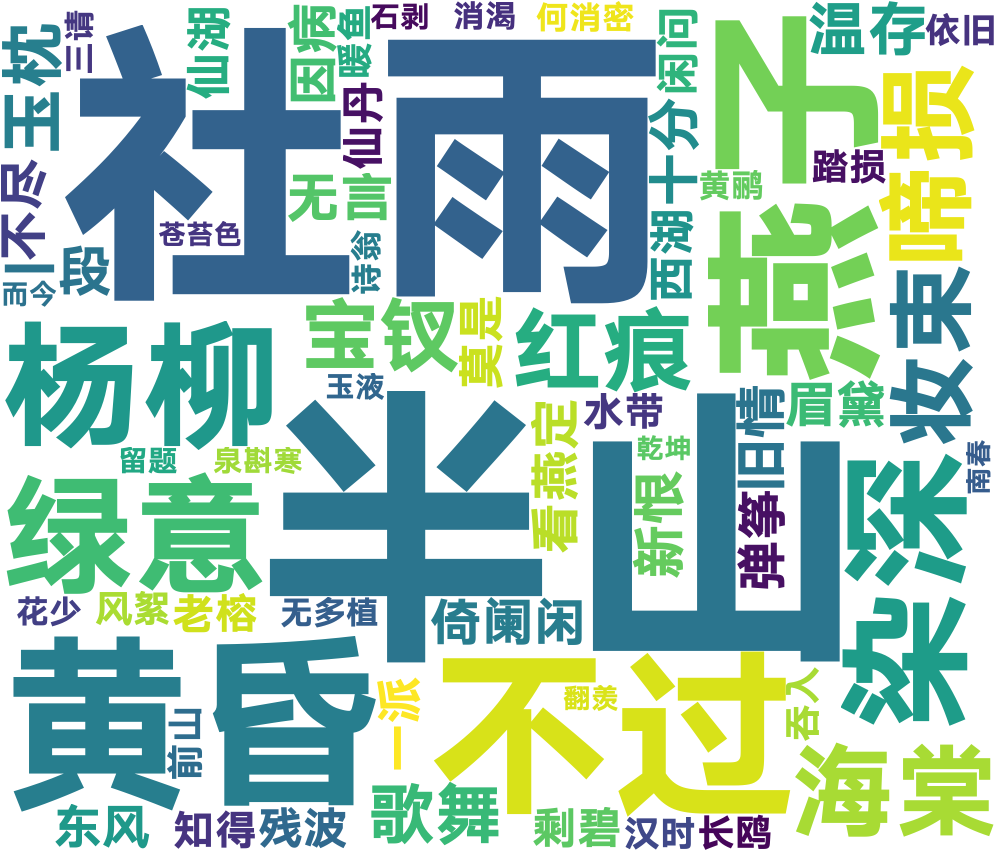 玉枕
三请
仙湖
因病
暖鱼
石剥
消渴
何消密
闲问
温存
依旧
社雨
燕子
仙丹
十分
啼损
踏损
黄鹂
不尽
无言
苍苔色
诗翁
西湖
一段
而今
杨柳
宝钗
莫是
红痕
旧情
妆束
玉液
水带
眉黛
看燕定
乾坤
南春
留题
泉斟寒
半山
新恨
弹筝
深染
绿意
花少
风絮
老榕
无多植
倚阑闲
黄昏
不过
前山
一派
翻羡
吞入
海棠
东风
知得
残波
歌舞
剩碧
汉时
长鸥